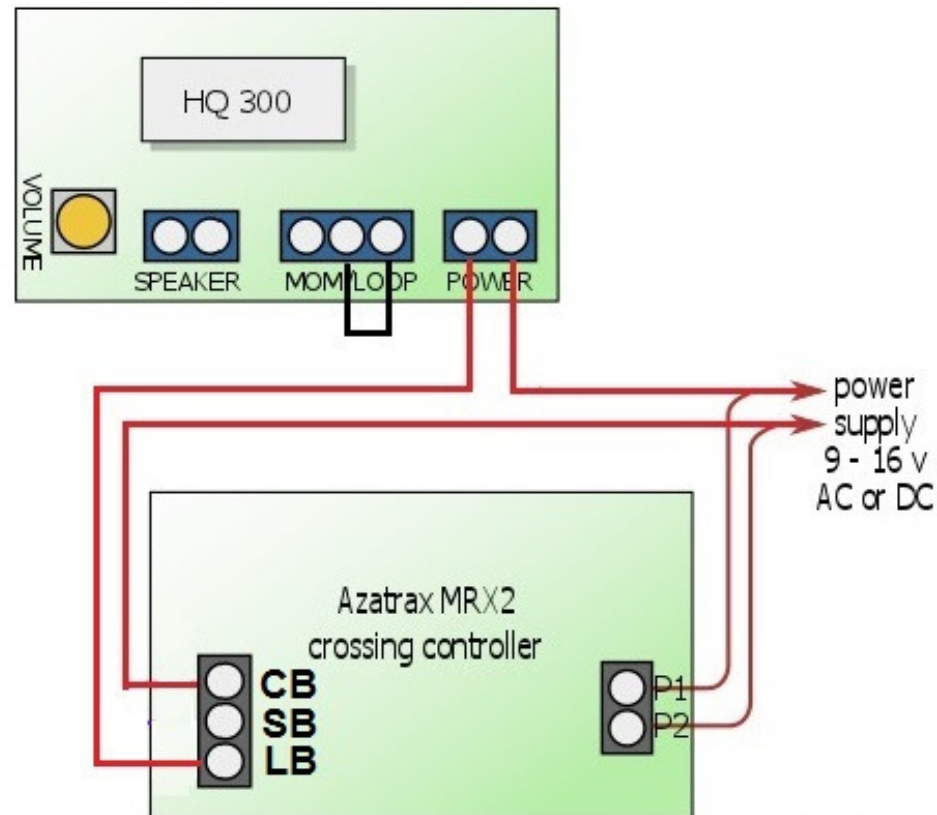 HQ 300
VOLUME
SPEAKER
MOM/LOOP
POWER
power
supply
9 - 16 v
AC or DC
Azatrax MRX2
crossing controller
CB
SB
LB
P1
P2